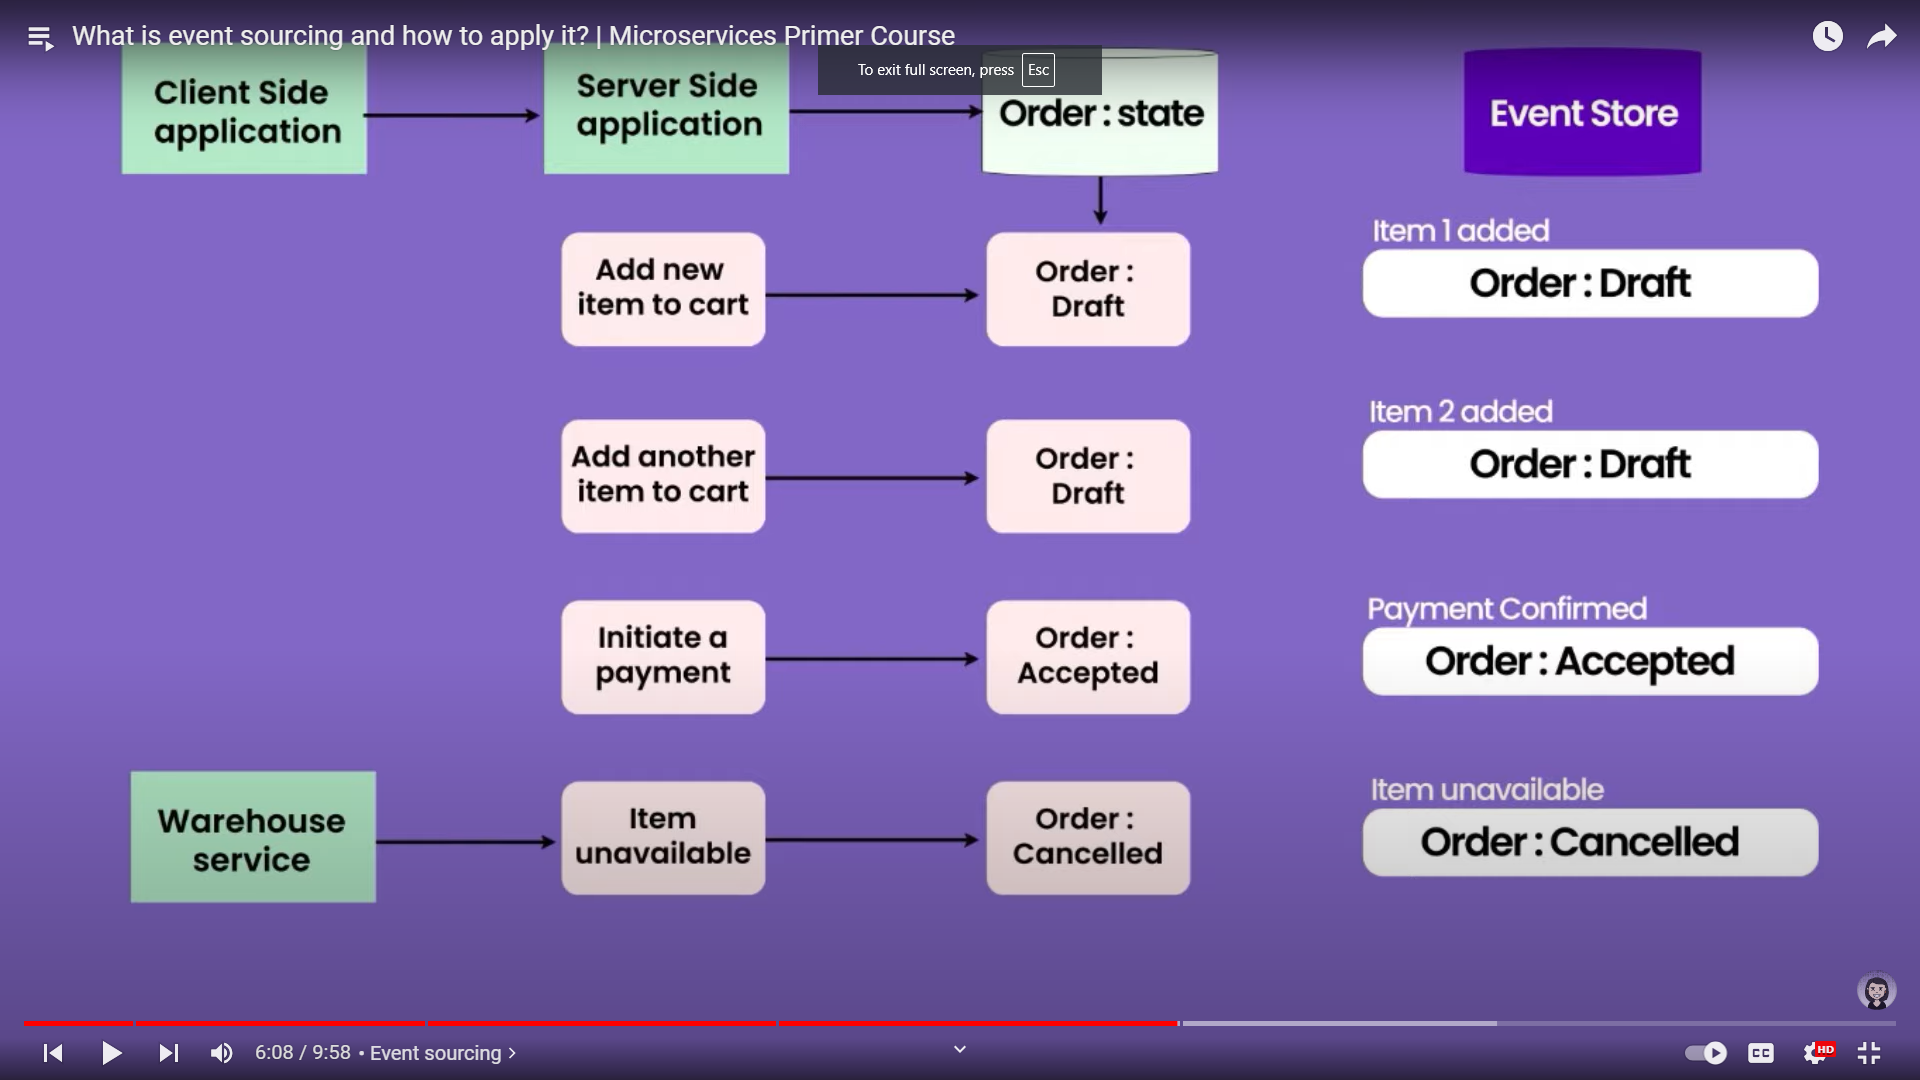 What is event sourcing and how to apply it? | Microservices Primer Course
To exit full screen, press Esc
Client Side
application
Server Side
application
Order : state
Event Store
Add new
item to cart
Order :
Draft
Item 1 added
Order : Draft
Add another
item to cart
Order :
Draft
Item 2 added
Order : Draft
Initiate a
payment
Order :
Accepted
Payment Confirmed
Order : Accepted
Warehouse
service
Item
unavailable
Order :
Cancelled
Item unavailable
Order : Cancelled
6:08 / 9:58 • Event sourcing
CC
HD